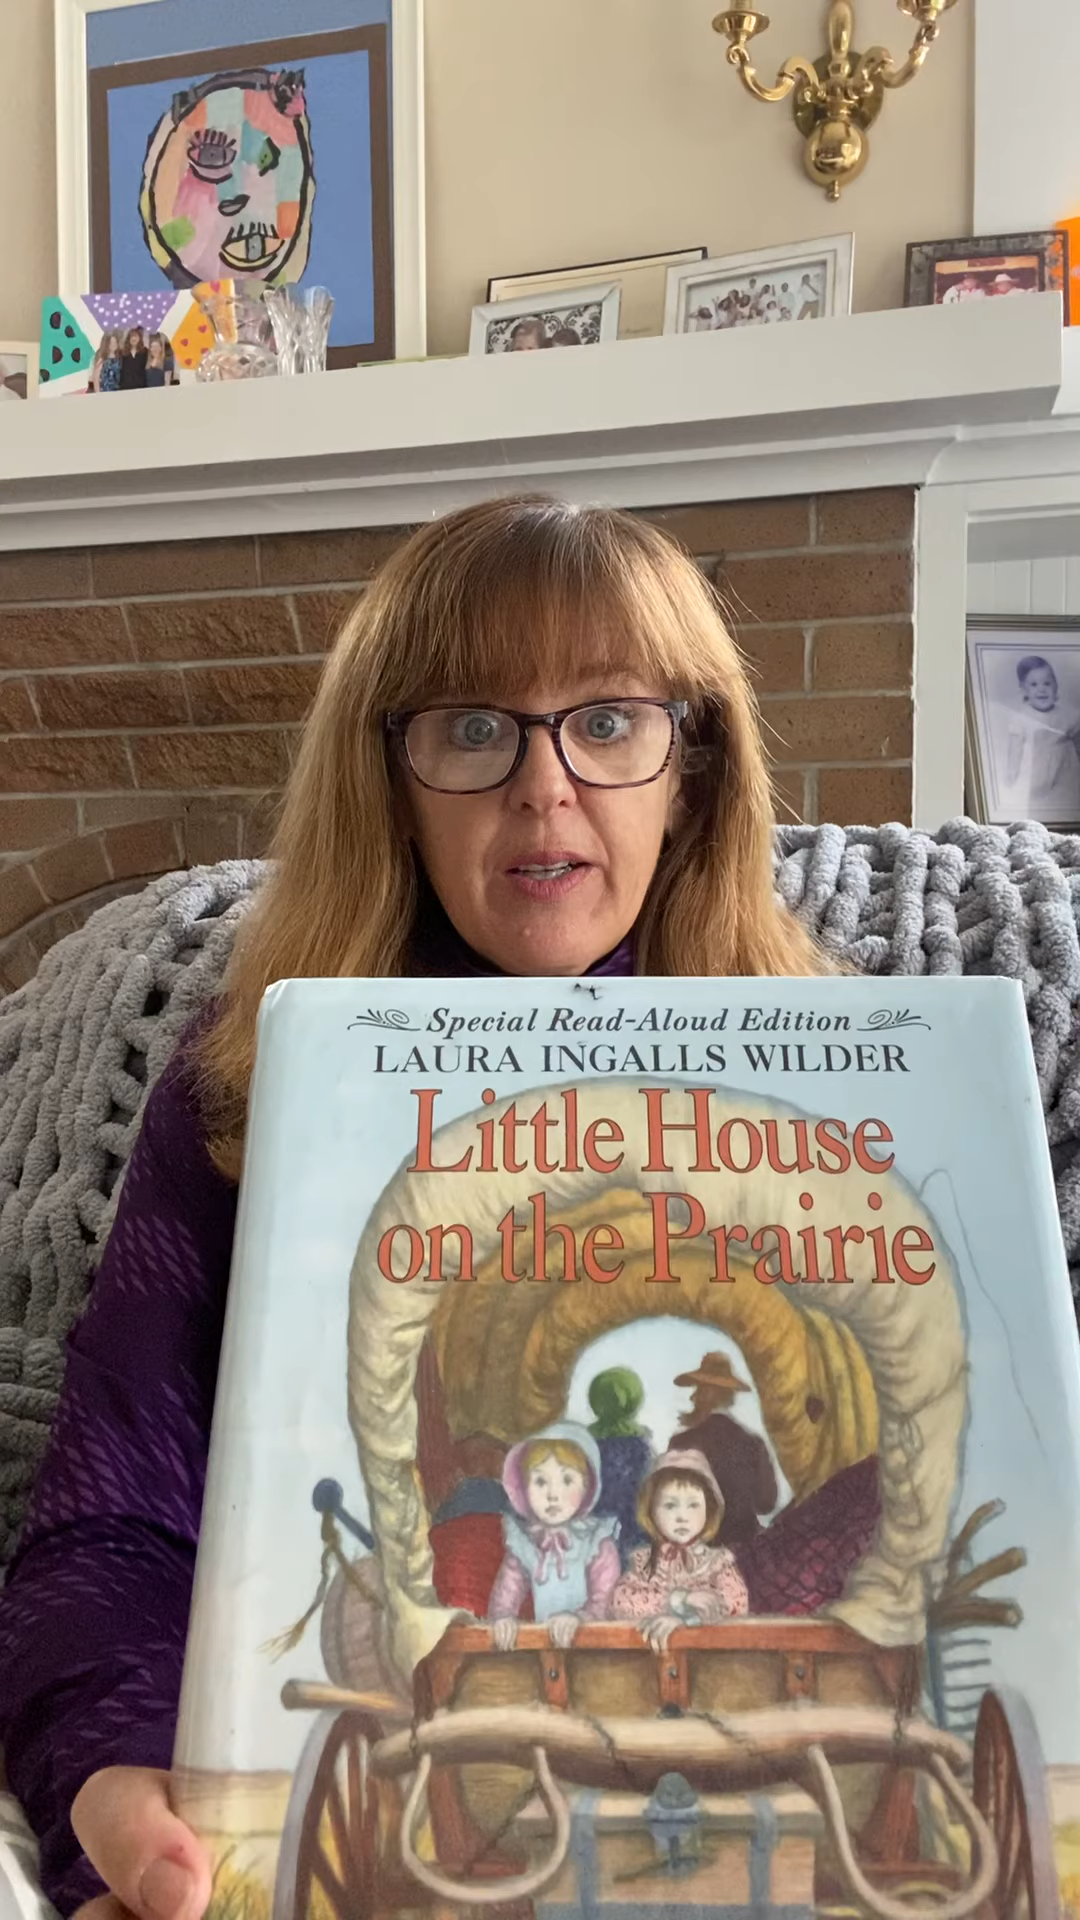 Special Read-Aloud Edition
LAURA INGALLS WILDER
Little House
on the Prairie